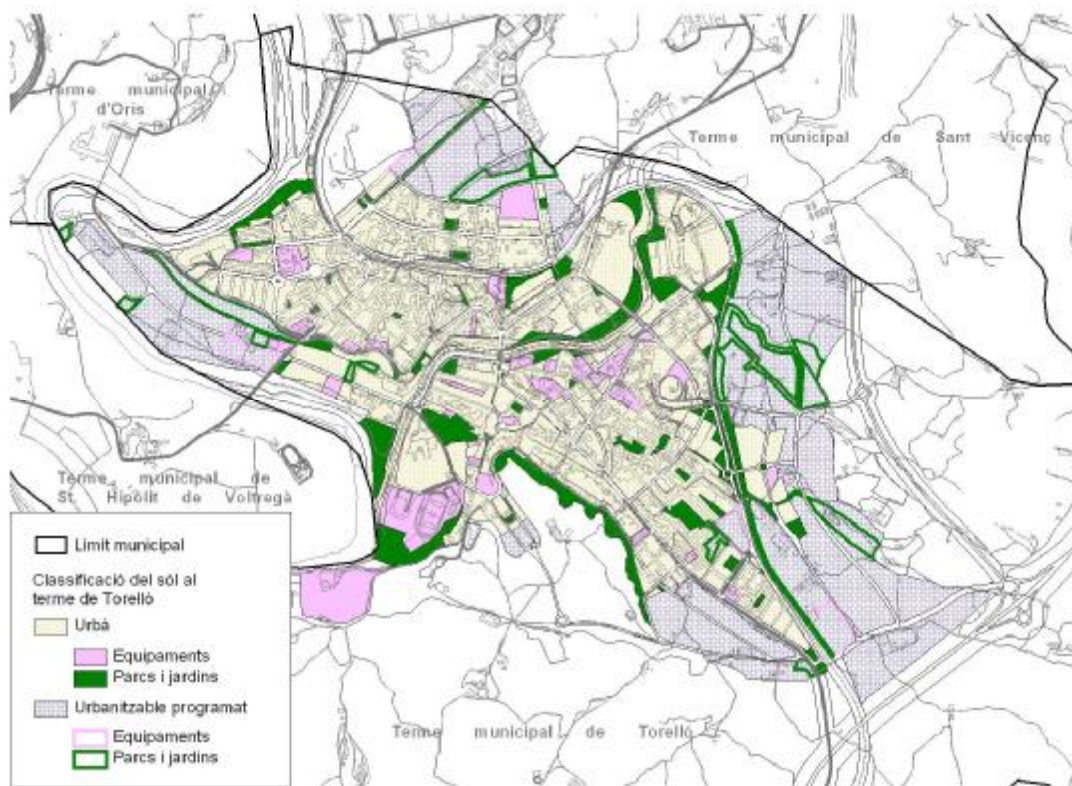 Terme municipal
d'Orís
Terme municipal de Sant Vicenç
Terme municipal de
St. Hipòlit de Voltregà
Límit municipal
Classificació del sòl al
terme de Torelló
Urbà
Equipaments
Parcs i jardins
Urbanitzable programat
Equipaments
Parcs i jardins
Terme municipal de Torelló